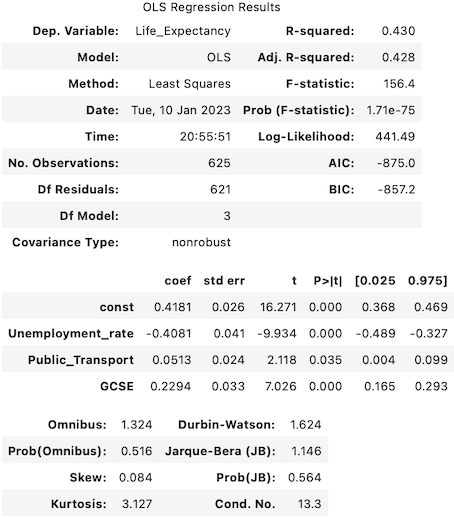 OLS Regression Results
Dep. Variable: Life_Expectancy R-squared: 0.430
Model: OLS Adj. R-squared: 0.428
Method: Least Squares F-statistic: 156.4
Date: Tue, 10 Jan 2023 Prob (F-statistic): 1.71e-75
Time: 20:55:51 Log-Likelihood: 441.49
No. Observations: 625 AIC: -875.0
Df Residuals: 621 BIC: -857.2
Df Model: 3
Covariance Type: nonrobust
coef std err t P>|t| [0.025 0.975]
const 0.4181 0.026 16.271 0.000 0.368 0.469
Unemployment_rate -0.4081 0.041 -9.934 0.000 -0.489 -0.327
Public_Transport 0.0513 0.024 2.118 0.035 0.004 0.099
GCSE 0.2294 0.033 7.026 0.000 0.165 0.293
Omnibus: 1.324 Durbin-Watson: 1.624
Prob(Omnibus): 0.516 Jarque-Bera (JB): 1.146
Skew: 0.084 Prob(JB): 0.564
Kurtosis: 3.127 Cond. No. 13.3